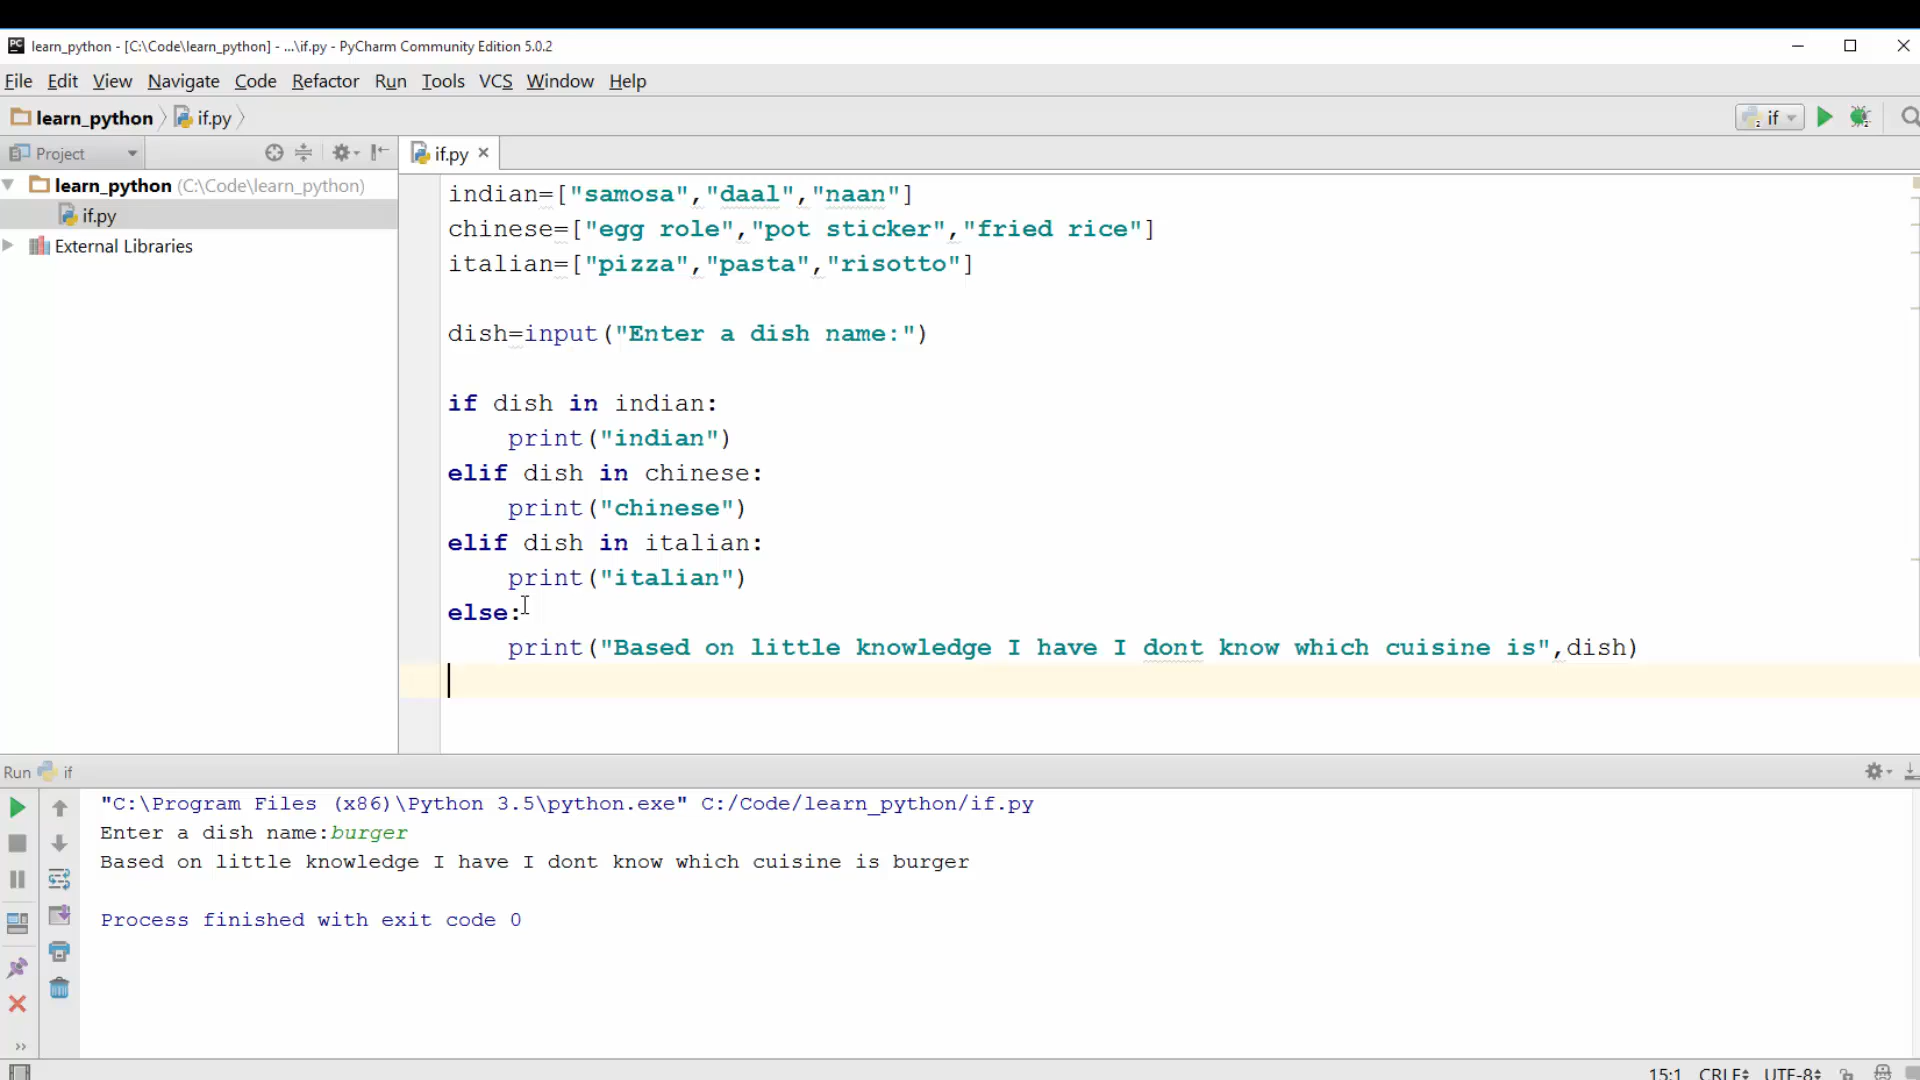 learn_python - [C:\Code\learn_python] - ...\if.py - PyCharm Community Edition 5.0.2
File Edit View Navigate Code Refactor Run Tools VCS Window Help
learn_python if.py if
Project if.py
learn_python (C:\Code\learn_python)
if.py
External Libraries
indian=["samosa","daal","naan"]
chinese=["egg role","pot sticker","fried rice"]
italian=["pizza","pasta","risotto"]
dish=input("Enter a dish name:")
if dish in indian:
print("indian")
elif dish in chinese:
print("chinese")
elif dish in italian:
print("italian")
else:
print("Based on little knowledge I have I dont know which cuisine is",dish)
Run if
"C:\Program Files (x86)\Python 3.5\python.exe" C:/Code/learn_python/if.py
Enter a dish name:burger
Based on little knowledge I have I dont know which cuisine is burger
Process finished with exit code 0
15:1 CRLF UTF-8